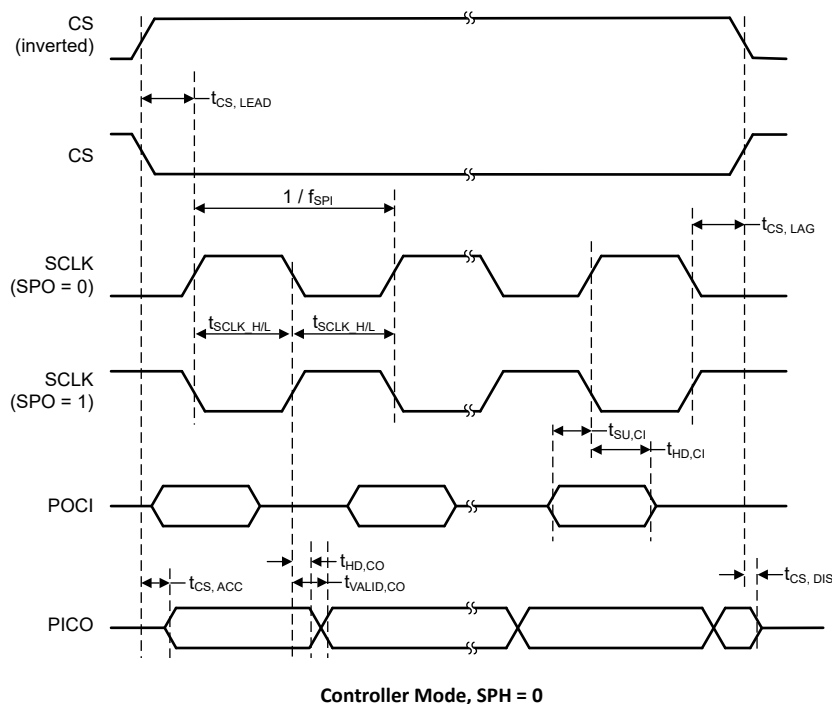 CS
(inverted)
tCS, LEAD
CS
1 / fSPI
tCS, LAG
SCLK
(SPO = 0)
tSCLK_H/L
tSCLK_H/L
SCLK
(SPO = 1)
tSU,CI
tHD,CI
POCI
tHD,CO
tVALID,CO
tCS, ACC
tCS, DIS
PICO
Controller Mode, SPH = 0